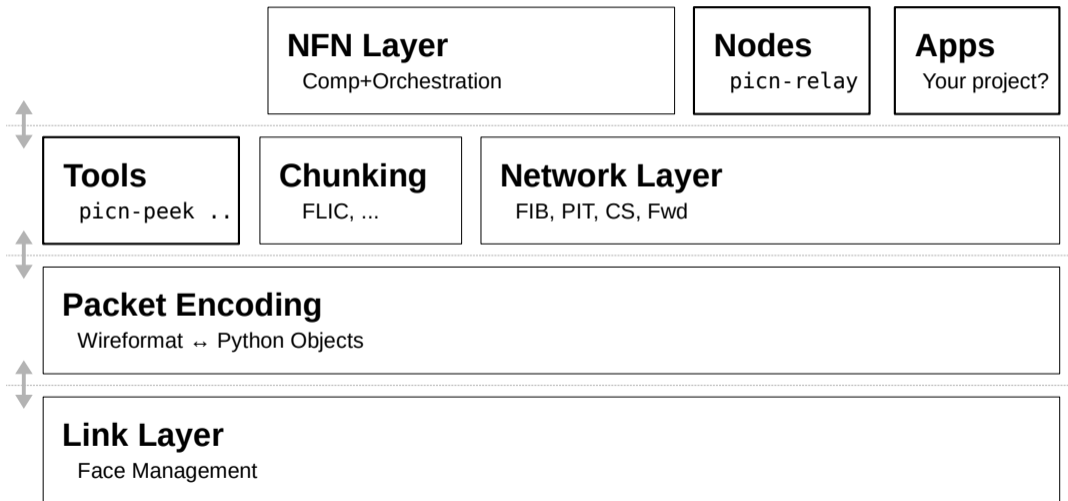 NFN Layer
Comp+Orchestration
Nodes
picn-relay
Apps
Your project?
Tools
picn-peek ..
Chunking
FLIC, ...
Network Layer
FIB, PIT, CS, Fwd
Packet Encoding
Wireformat ↔ Python Objects
Link Layer
Face Management